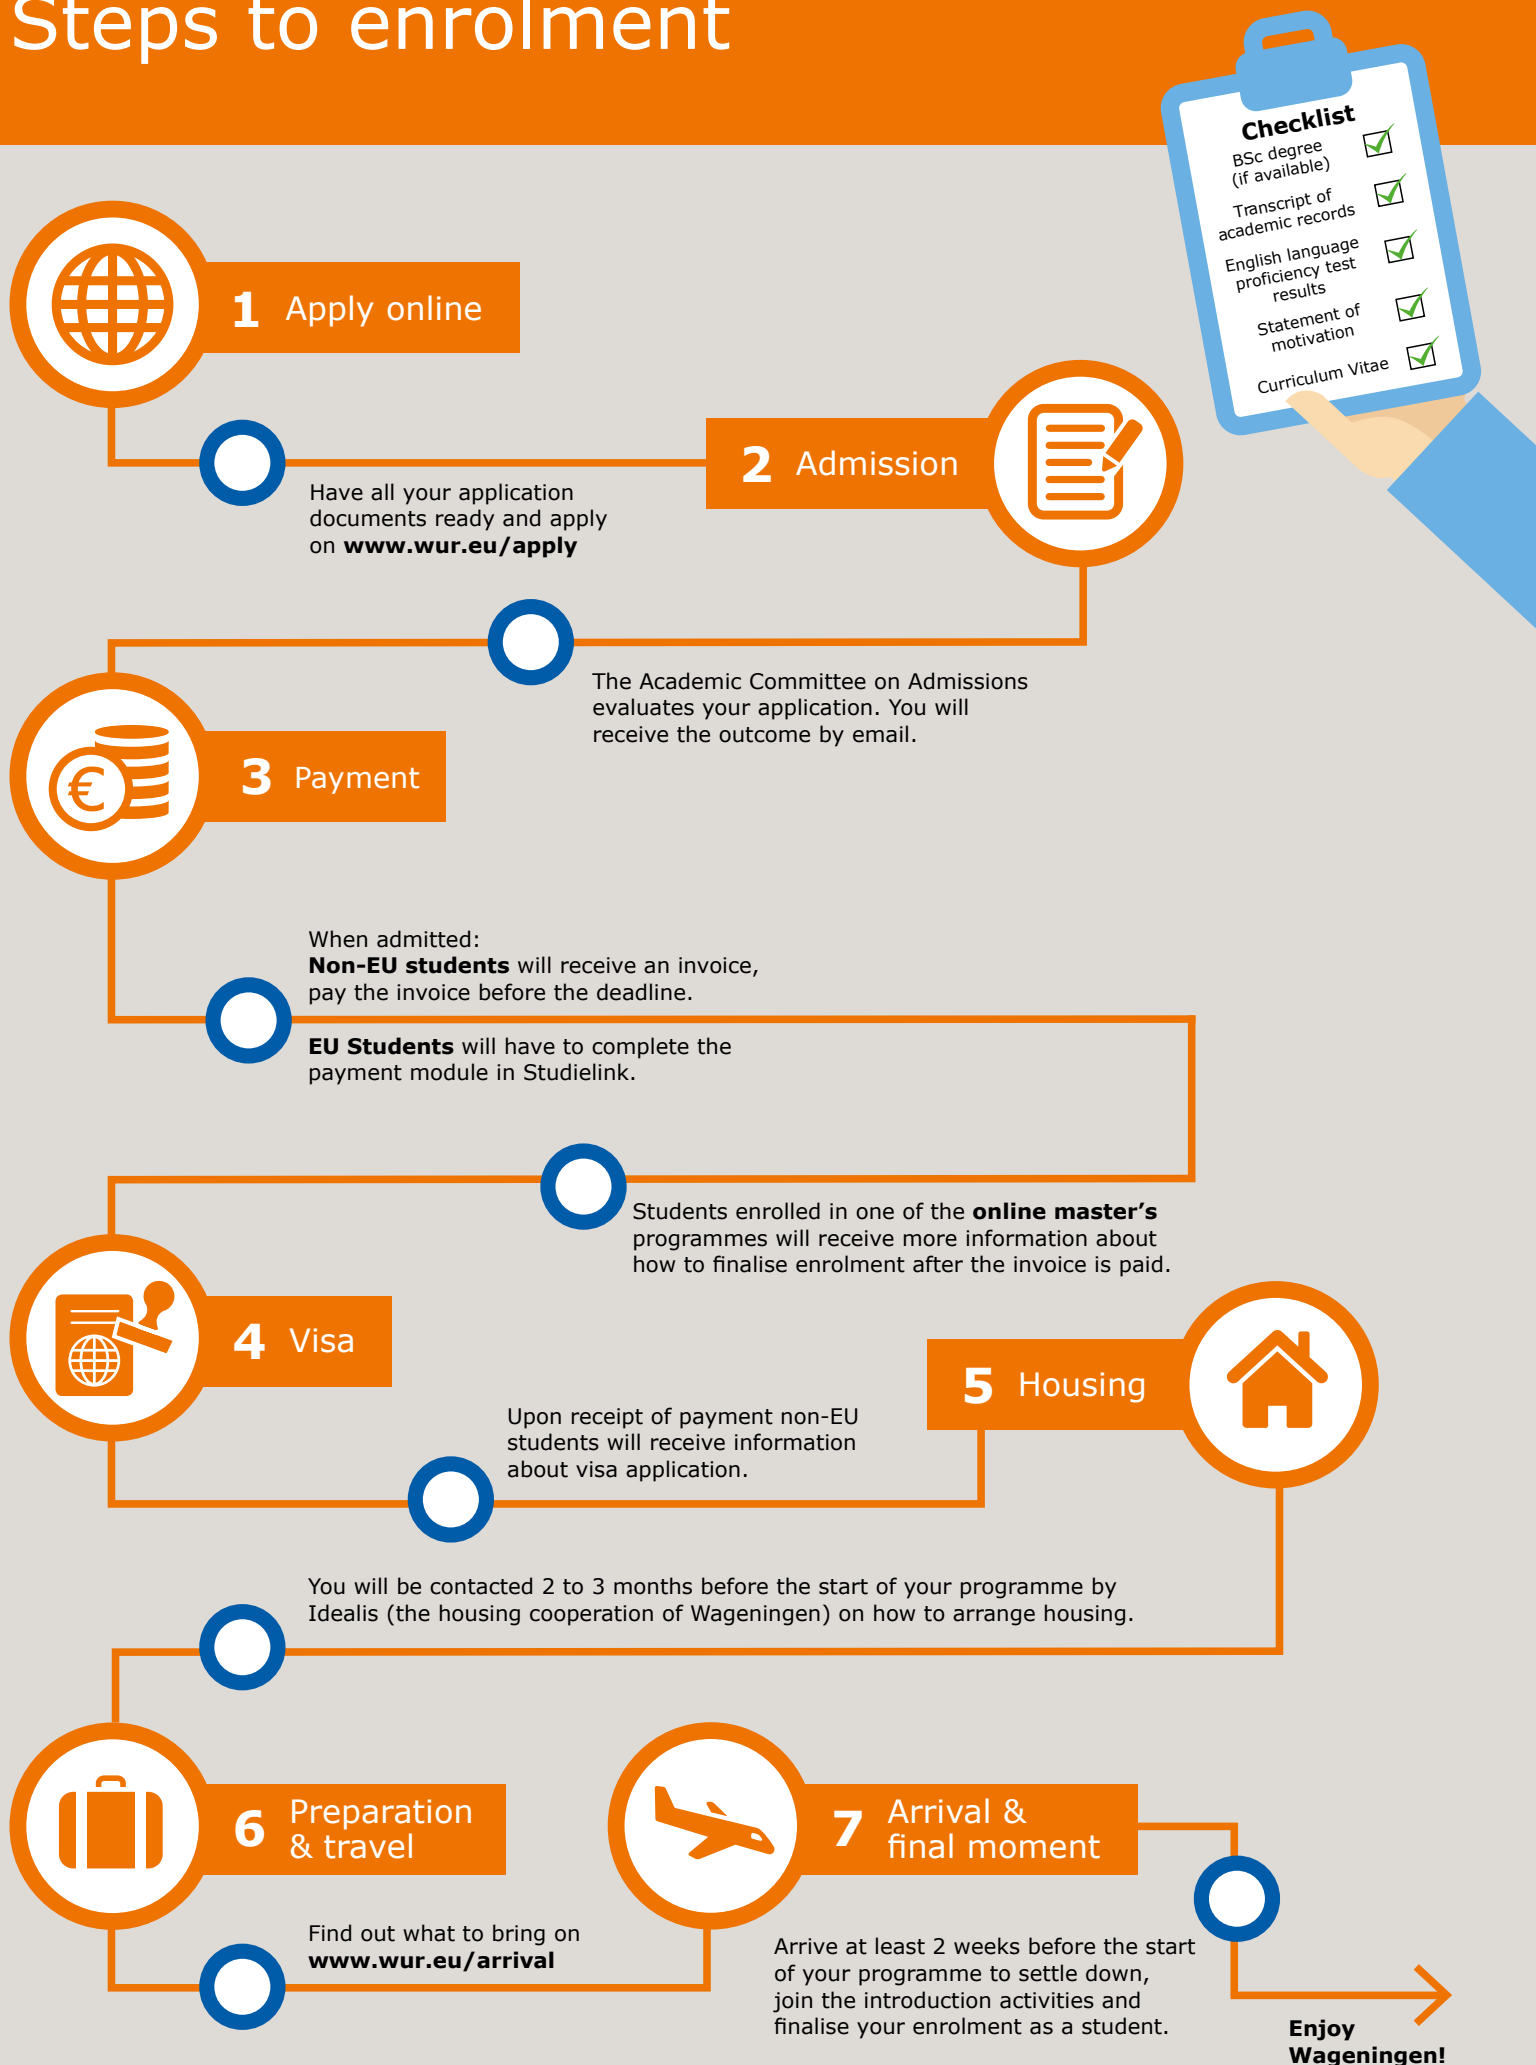 Steps to enrolment
Checklist
BSc degree
(if available)
Transcript of
academic records
English language
proficiency test
results
Statement of
motivation
Curriculum Vitae
1 Apply online
Have all your application
documents ready and apply
on www.wur.eu/apply
2 Admission
The Academic Committee on Admissions
evaluates your application. You will
receive the outcome by email.
€
3 Payment
When admitted:
Non-EU students will receive an invoice,
pay the invoice before the deadline.
EU Students will have to complete the
payment module in Studielink.
Students enrolled in one of the online master’s
programmes will receive more information about
how to finalise enrolment after the invoice is paid.
4 Visa
Upon receipt of payment non-EU
students will receive information
about visa application.
5 Housing
You will be contacted 2 to 3 months before the start of your programme by
Idealis (the housing cooperation of Wageningen) on how to arrange housing.
6 Preparation
& travel
Find out what to bring on
www.wur.eu/arrival
7 Arrival &
final moment
Arrive at least 2 weeks before the start
of your programme to settle down,
join the introduction activities and
finalise your enrolment as a student.
Enjoy
Wageningen!